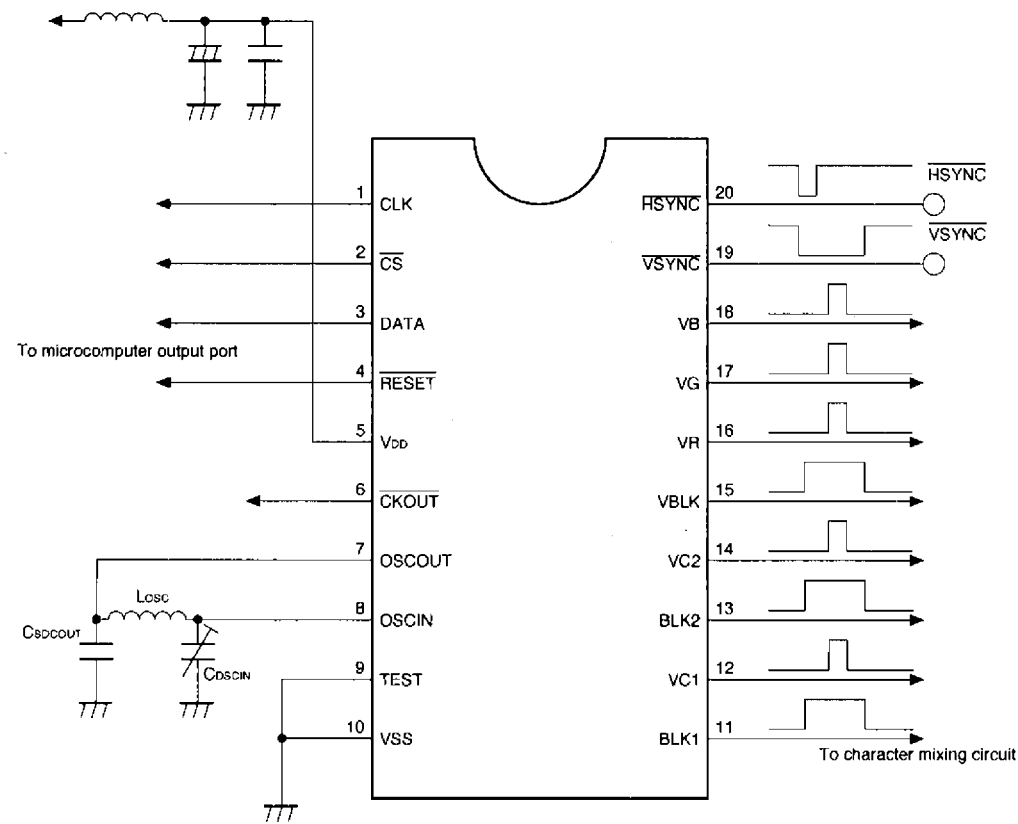 1 CLK
2 CS
3 DATA
To microcomputer output port
4 RESET
5 VDD
6 CKOUT
7 OSCOUT
LOSC
8 OSCIN
CSDCOUT
CDSCIN
9 TEST
10 VSS
HSYNC 20 HSYNC
VSYNC 19 VSYNC
VB 18
VG 17
VR 16
VBLK 15
VC2 14
BLK2 13
VC1 12
BLK1 11
To character mixing circuit